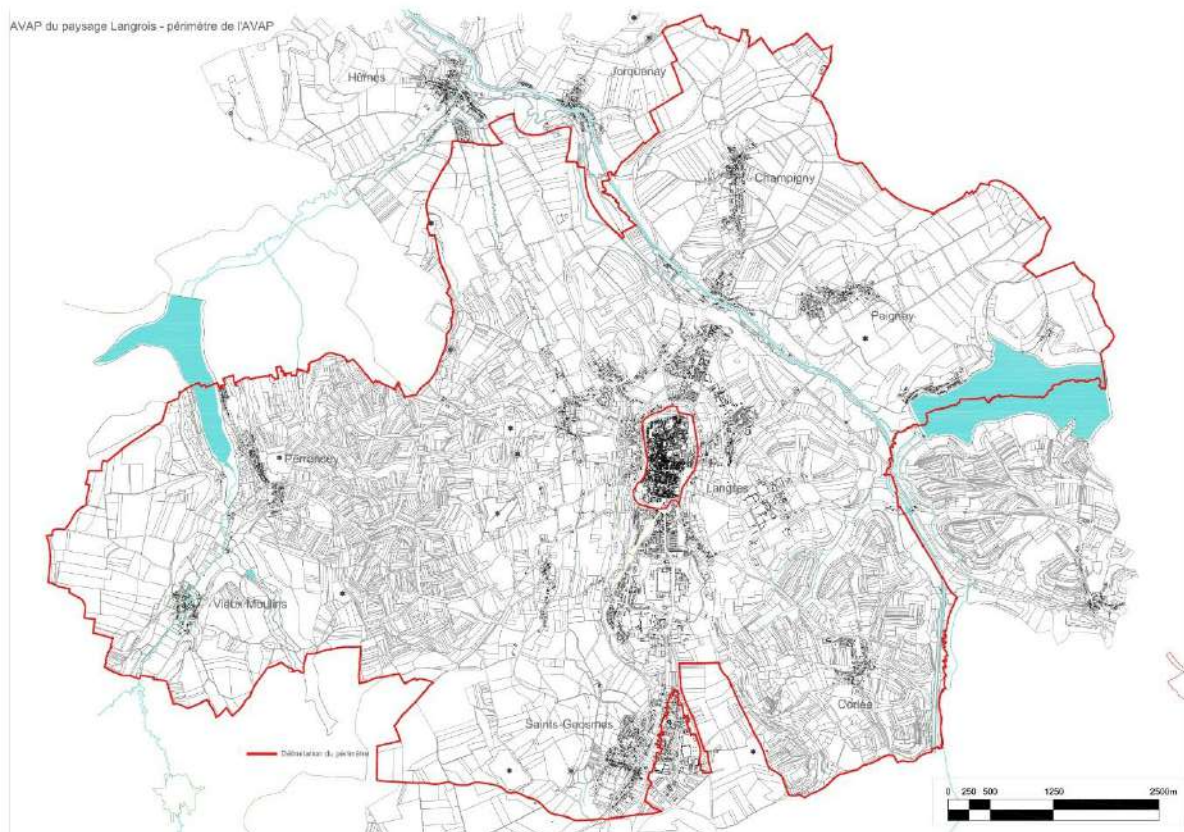 AVAP du paysage Langrois - périmètre de l'AVAP
Hûmes
Jorquenay
Champigny
Peigney
Perrancey
Langres
Vieux Moulins
Corlée
Saints-Geosmes
Délimitation du périmètre
0 250 500 1250 2500m